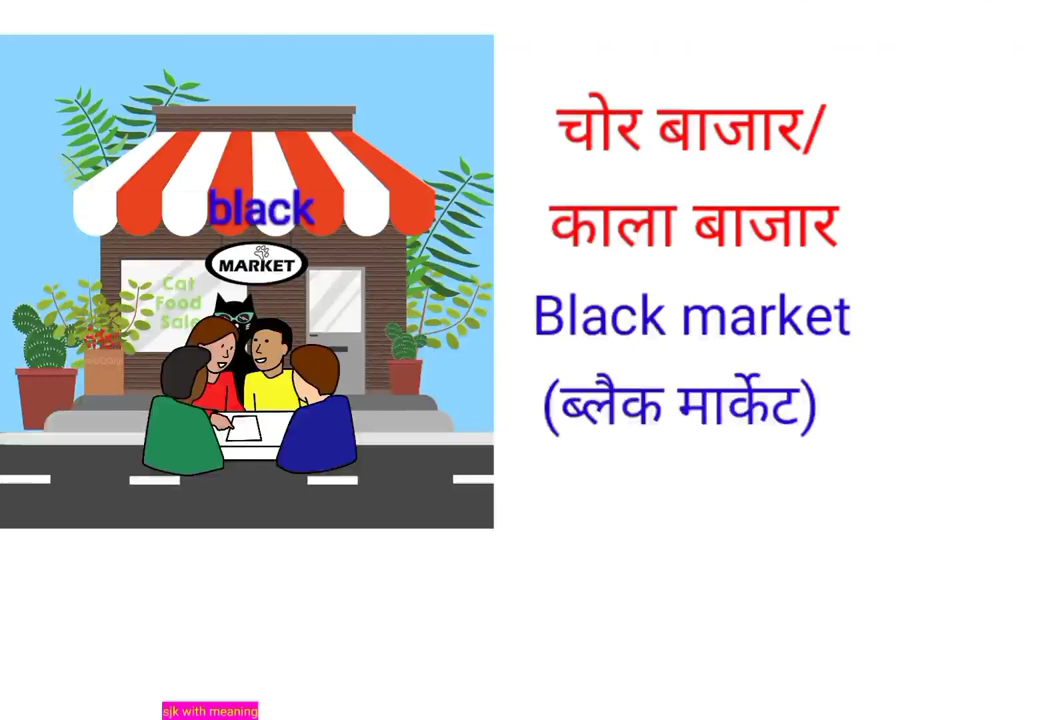 black
MARKET
Cat
Food
Sale
चोर बाजार/
काला बाजार
Black market
(ब्लैक मार्केट)
sjk with meaning